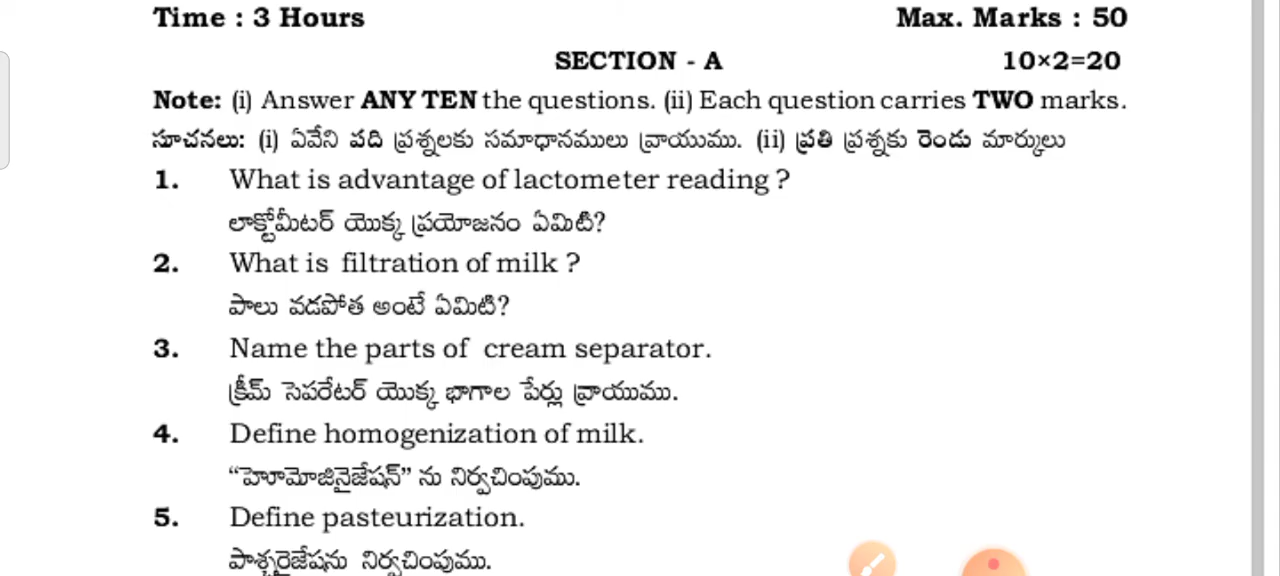 Time : 3 Hours Max. Marks : 50
SECTION - A 10×2=20
Note: (i) Answer ANY TEN the questions. (ii) Each question carries TWO marks.
సూచనలు: (i) ఏవేని పది ప్రశ్నలకు సమాధానములు వ్రాయుము. (ii) ప్రతి ప్రశ్నకు రెండు మార్కులు
1. What is advantage of lactometer reading ?
లాక్టోమీటర్ యొక్క ప్రయోజనం ఏమిటి?
2. What is filtration of milk ?
పాలు వడపోత అంటే ఏమిటి?
3. Name the parts of cream separator.
క్రీమ్ సెపరేటర్ యొక్క భాగాల పేర్లు వ్రాయుము.
4. Define homogenization of milk.
“హెూమోజినైజేషన్” ను నిర్వచింపుము.
5. Define pasteurization.
పాశ్చరైజేషను నిర్వచింపుము.